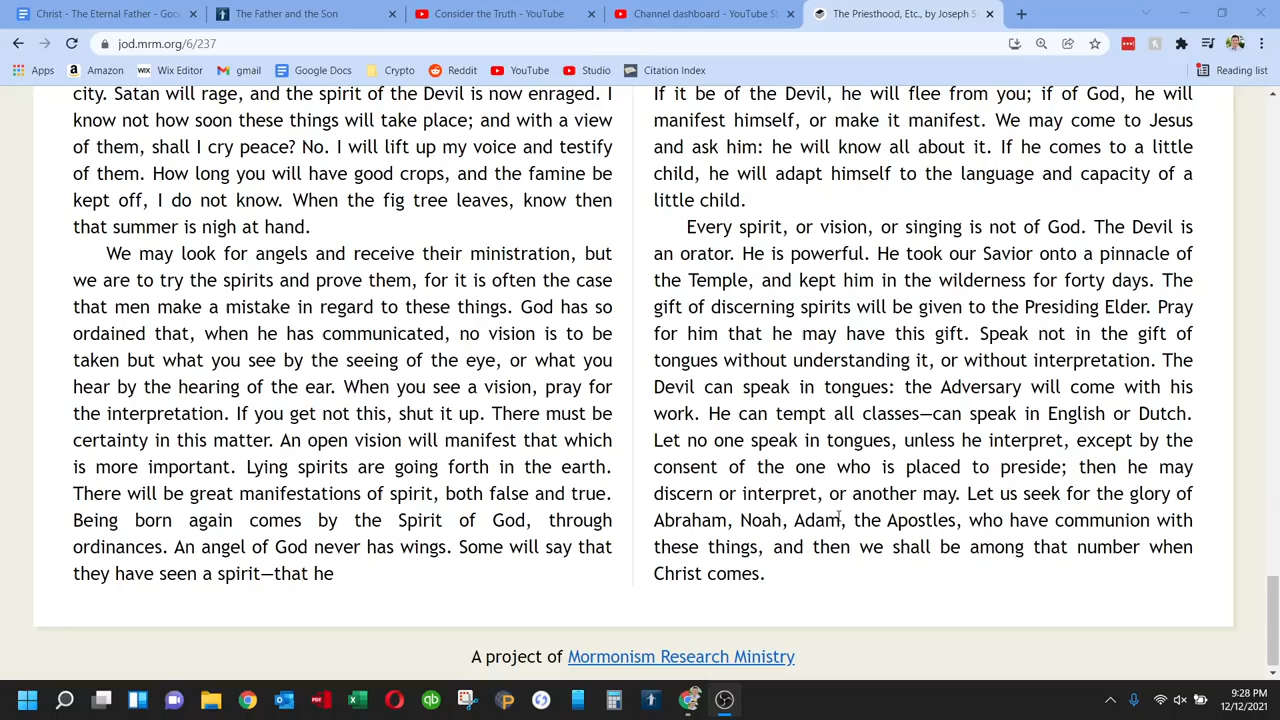 Christ - The Eternal Father - Goo
The Father and the Son
Consider the Truth - YouTube
Channel dashboard - YouTube St
The Priesthood, Etc., by Joseph S
jod.mrm.org/6/237
Apps
Amazon
WIX Wix Editor
gmail
Google Docs
Crypto
Reddit
YouTube
Studio
Citation Index
Reading list
city. Satan will rage, and the spirit of the Devil is now enraged. I
know not how soon these things will take place; and with a view
of them, shall I cry peace? No. I will lift up my voice and testify
of them. How long you will have good crops, and the famine be
kept off, I do not know. When the fig tree leaves, know then
that summer is nigh at hand.
We may look for angels and receive their ministration, but
we are to try the spirits and prove them, for it is often the case
that men make a mistake in regard to these things. God has so
ordained that, when he has communicated, no vision is to be
taken but what you see by the seeing of the eye, or what you
hear by the hearing of the ear. When you see a vision, pray for
the interpretation. If you get not this, shut it up. There must be
certainty in this matter. An open vision will manifest that which
is more important. Lying spirits are going forth in the earth.
There will be great manifestations of spirit, both false and true.
Being born again comes by the Spirit of God, through
ordinances. An angel of God never has wings. Some will say that
they have seen a spirit—that he
If it be of the Devil, he will flee from you; if of God, he will
manifest himself, or make it manifest. We may come to Jesus
and ask him: he will know all about it. If he comes to a little
child, he will adapt himself to the language and capacity of a
little child.
Every spirit, or vision, or singing is not of God. The Devil is
an orator. He is powerful. He took our Savior onto a pinnacle of
the Temple, and kept him in the wilderness for forty days. The
gift of discerning spirits will be given to the Presiding Elder. Pray
for him that he may have this gift. Speak not in the gift of
tongues without understanding it, or without interpretation. The
Devil can speak in tongues: the Adversary will come with his
work. He can tempt all classes—can speak in English or Dutch.
Let no one speak in tongues, unless he interpret, except by the
consent of the one who is placed to preside; then he may
discern or interpret, or another may. Let us seek for the glory of
Abraham, Noah, Adam, the Apostles, who have communion with
these things, and then we shall be among that number when
Christ comes.
A project of Mormonism Research Ministry
9:28 PM
12/12/2021